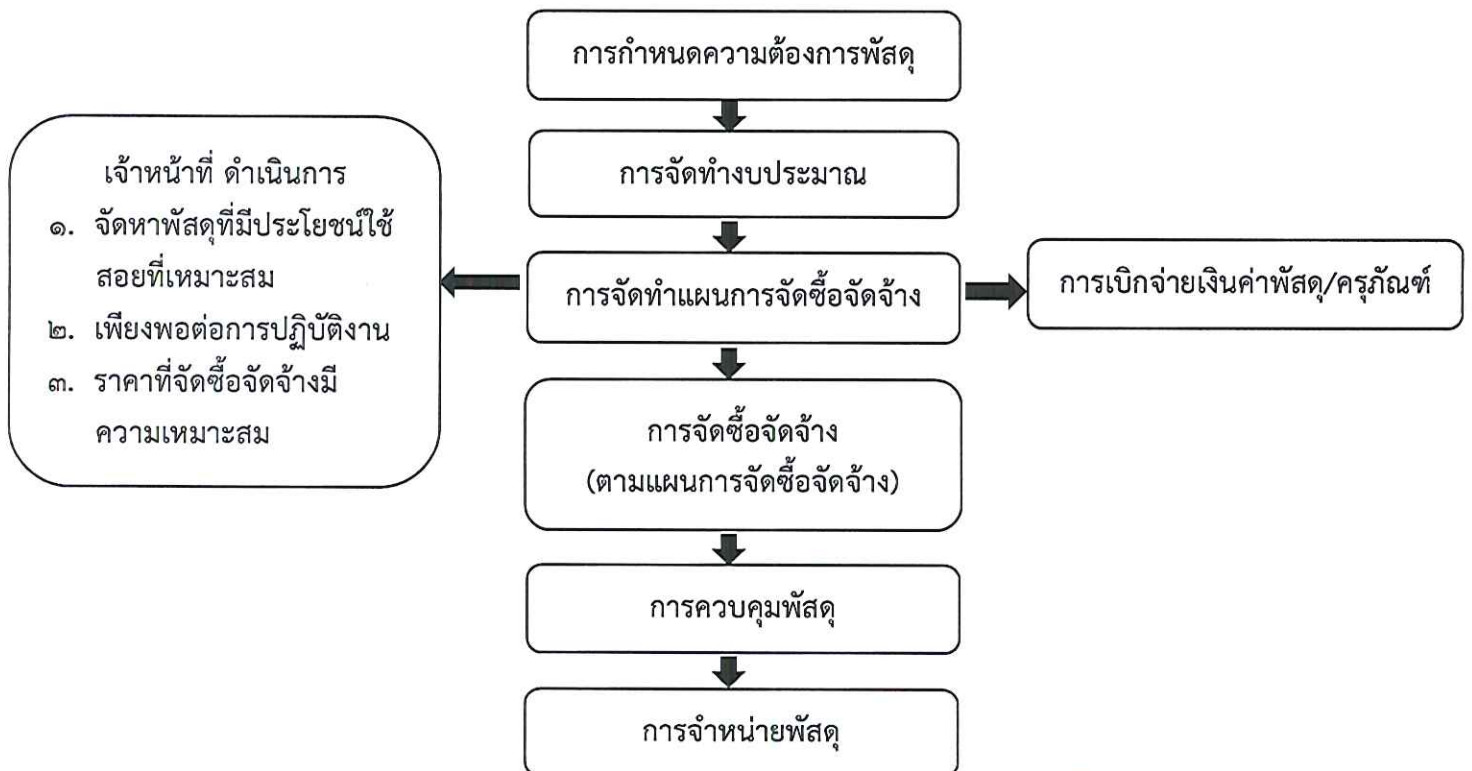 การกำหนดความต้องการพัสดุ
การจัดทำงบประมาณ
เจ้าหน้าที่ ดำเนินการ
๑. จัดหาพัสดุที่มีประโยชน์ใช้
สอยที่เหมาะสม
๒. เพียงพอต่อการปฏิบัติงาน
๓. ราคาที่จัดซื้อจัดจ้างมี
ความเหมาะสม
การจัดทำแผนการจัดซื้อจัดจ้าง
การเบิกจ่ายเงินค่าพัสดุ/ครุภัณฑ์
การจัดซื้อจัดจ้าง
(ตามแผนการจัดซื้อจัดจ้าง)
การควบคุมพัสดุ
การจำหน่ายพัสดุ